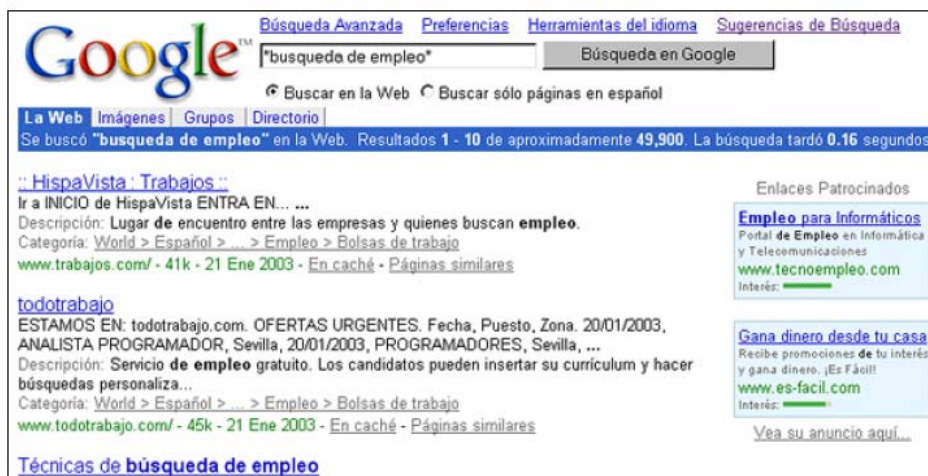 Google™
Búsqueda Avanzada Preferencias Herramientas del idioma Sugerencias de Búsqueda
"busqueda de empleo" Búsqueda en Google
Buscar en la Web Buscar sólo páginas en español
La Web Imágenes Grupos Directorio
Se buscó "busqueda de empleo" en la Web. Resultados 1 - 10 de aproximadamente 49,900. La búsqueda tardó 0.16 segundos
:: HispaVista : Trabajos ::
Ir a INICIO de HispaVista ENTRA EN... ...
Descripción: Lugar de encuentro entre las empresas y quienes buscan empleo.
Categoría: World > Español > ... > Empleo > Bolsas de trabajo
www.trabajos.com/ - 41k - 21 Ene 2003 - En caché - Páginas similares
todotrabajo
ESTAMOS EN: todotrabajo.com. OFERTAS URGENTES. Fecha, Puesto, Zona. 20/01/2003,
ANALISTA PROGRAMADOR, Sevilla, 20/01/2003, PROGRAMADORES, Sevilla, ...
Descripción: Servicio de empleo gratuito. Los candidatos pueden insertar su currículum y hacer
búsquedas personaliza...
Categoría: World > Español > ... > Empleo > Bolsas de trabajo
www.todotrabajo.com/ - 45k - 21 Ene 2003 - En caché - Páginas similares
Técnicas de búsqueda de empleo
Enlaces Patrocinados
Empleo para Informáticos
Portal de Empleo en Informática
y Telecomunicaciones
www.tecnoempleo.com
Interés:
Gana dinero desde tu casa
Recibe promociones de tu interés
y gana dinero. ¡Es Fácil!
www.es-facil.com
Interés:
Vea su anuncio aquí...